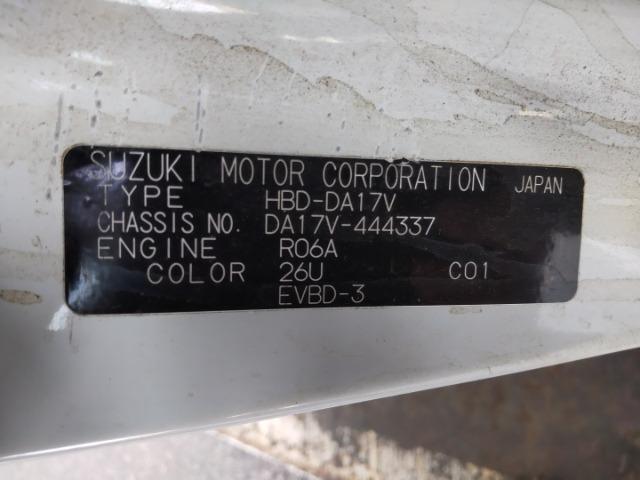 SUZUKI MOTOR CORPORATION JAPAN
TYPE HBD-DA17V
CHASSIS NO. DA17V-444337
ENGINE R06A
COLOR 26U C01
EVBD-3